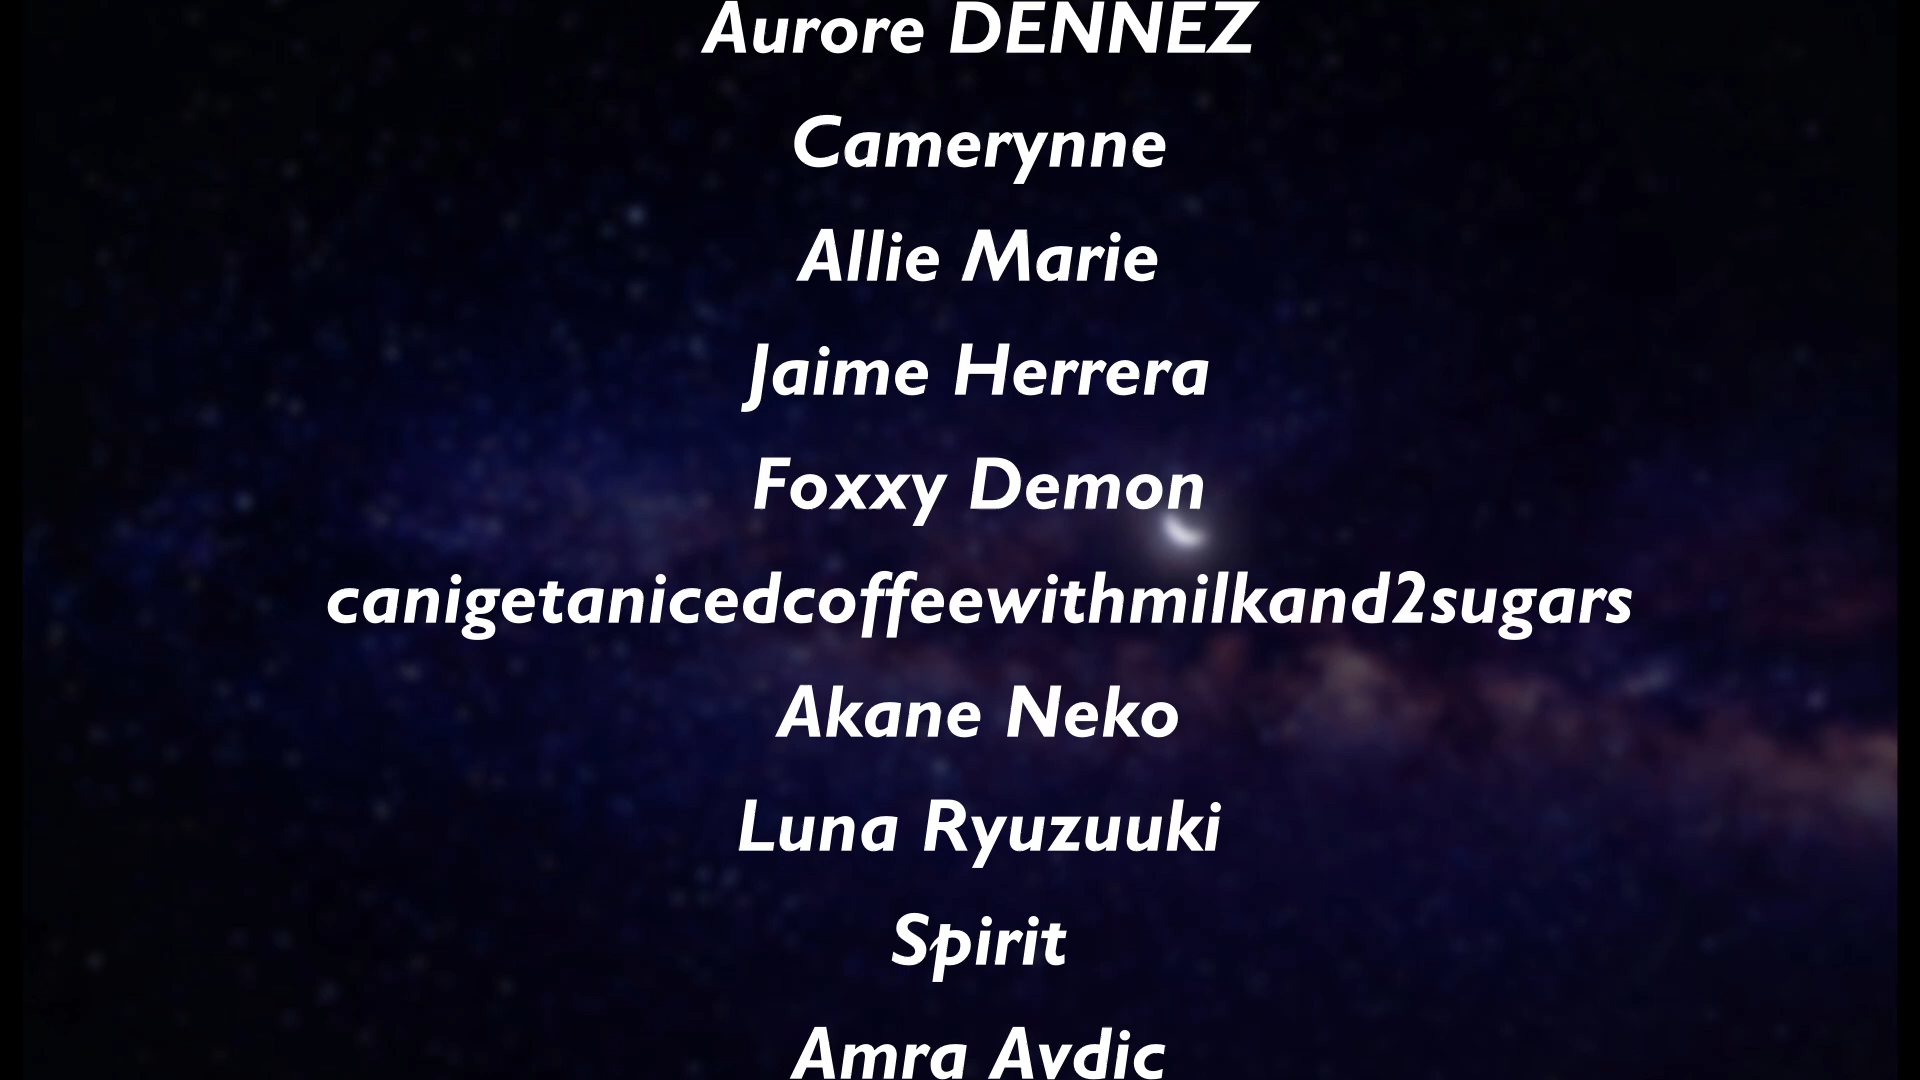 Aurore DENNEZ
Camerynne
Allie Marie
Jaime Herrera
Foxxy Demon
canigetanicedcoffeewithmilkand2sugars
Akane Neko
Luna Ryuzuuki
Spirit
Amra Avdic